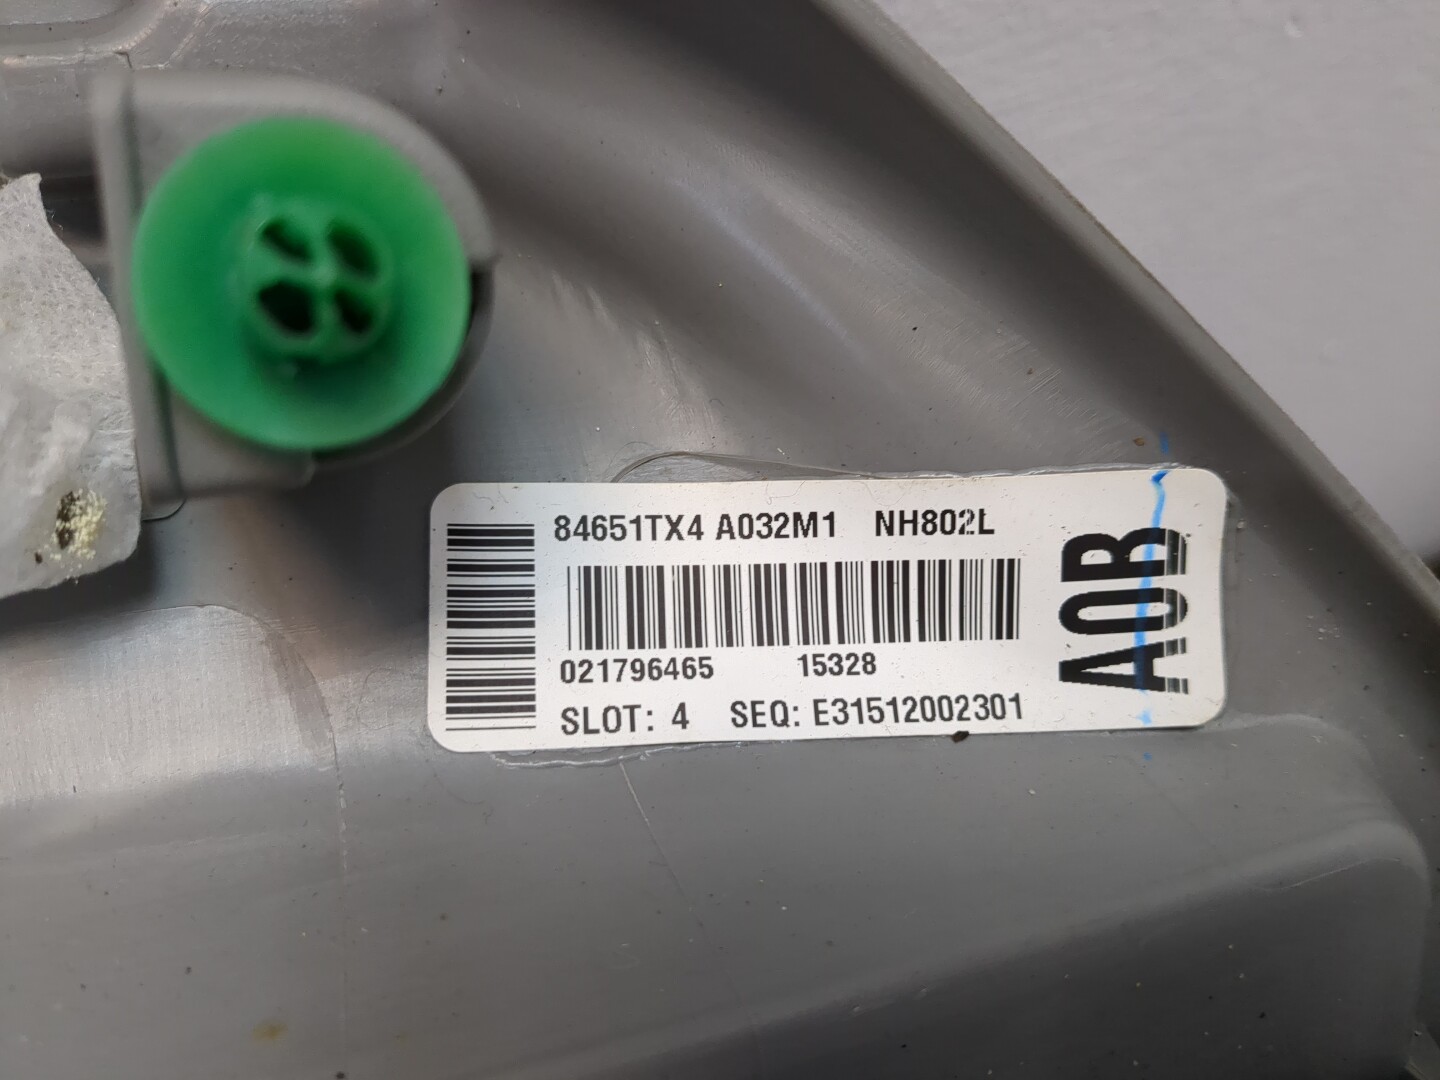 84651TX4 A032M1 NH802L
021796465 15328
SLOT: 4 SEQ: E31512002301
A0B